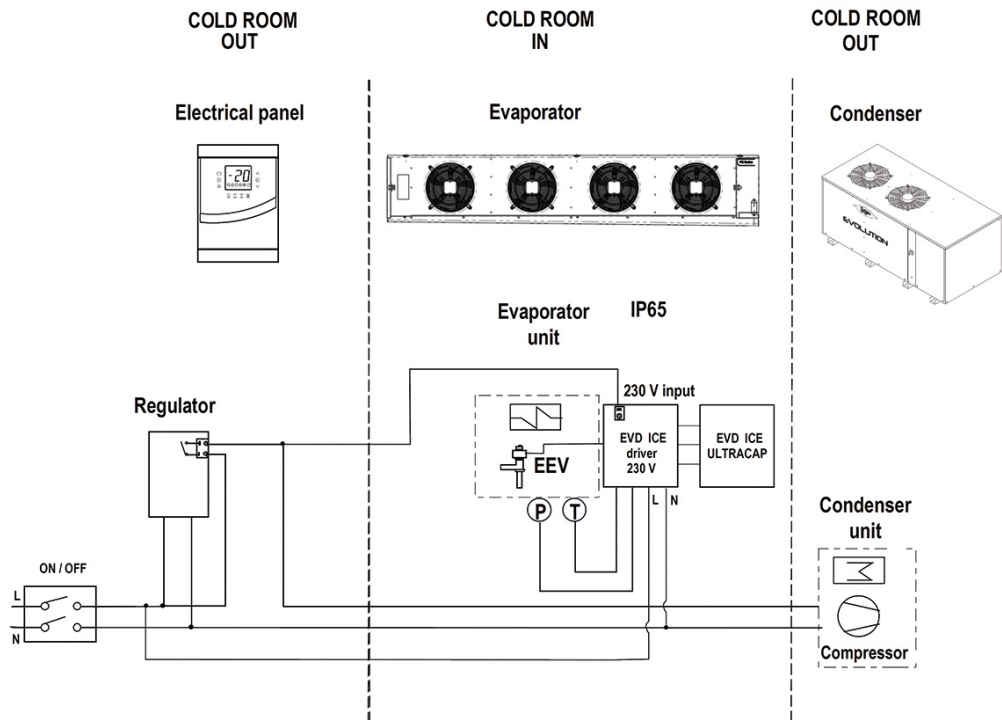 COLD ROOM
OUT
COLD ROOM
IN
COLD ROOM
OUT
Electrical panel
Evaporator
Condenser
-20
EVOLUTION
Evaporator
unit
IP65
Regulator
230 V input
EEV
EVD ICE
driver
230 V
EVD ICE
ULTRACAP
L N
P T
Condenser
unit
ON / OFF
L
N
Compressor